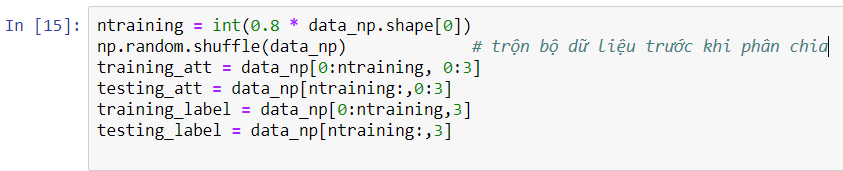 In [15]: ntraining = int(0.8 * data_np.shape[0])
np.random.shuffle(data_np) # trộn bộ dữ liệu trước khi phân chia
training_att = data_np[0:ntraining, 0:3]
testing_att = data_np[ntraining:,0:3]
training_label = data_np[0:ntraining,3]
testing_label = data_np[ntraining:,3]